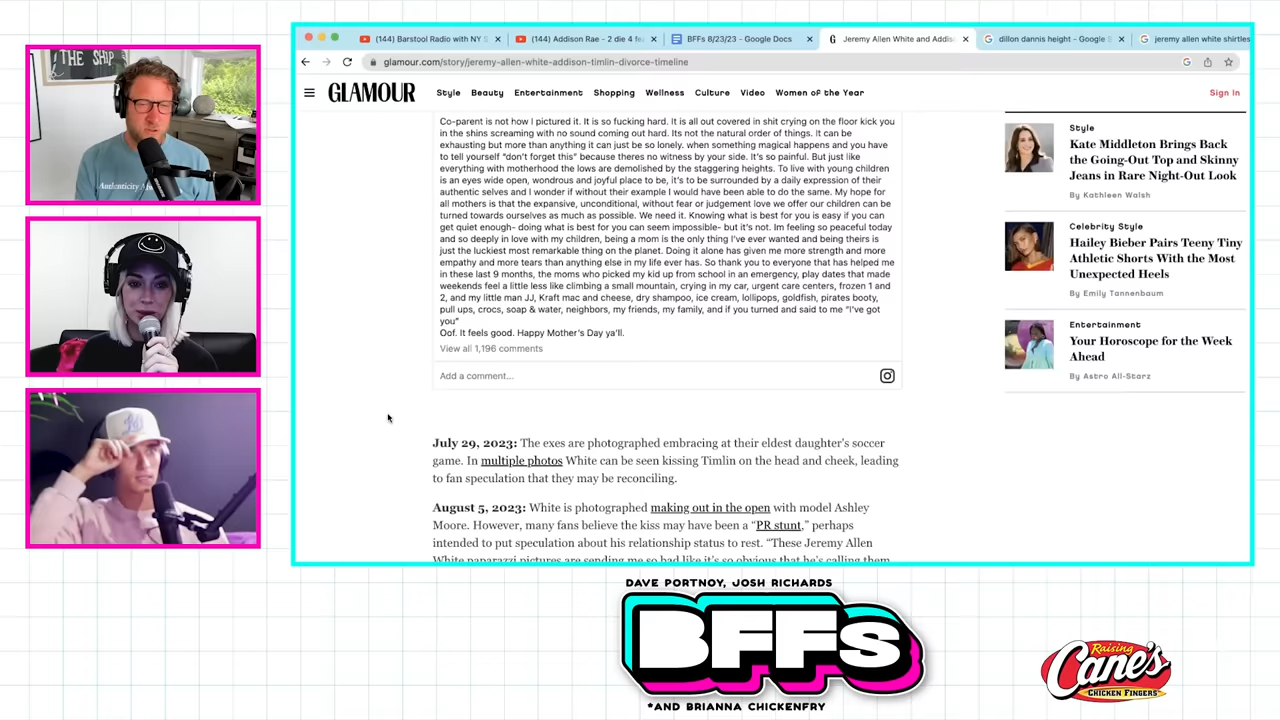 THE SHIP
Authenticity
(144) Barstool Radio with NY S
(144) Addison Rae - 2 die 4 fe
BFFs 8/23/23 - Google Docs
Jeremy Allen White and Addis
dillon dannis height - Google S
jeremy allen white shirtles
glamour.com/story/jeremy-allen-white-addison-timlin-divorce-timeline
GLAMOUR
Style Beauty Entertainment Shopping Wellness Culture Video Women of the Year
Sign In
Co-parent is not how I pictured it. It is so fucking hard. It is all out covered in shit crying on the floor kick you
in the shins screaming with no sound coming out hard. Its not the natural order of things. It can be
exhausting but more than anything it can just be so lonely. when something magical happens and you have
to tell yourself "don't forget this" because theres no witness by your side. It's so painful. But just like
everything with motherhood the lows are demolished by the staggering heights. To live with young children
is an eyes wide open, wondrous and joyful place to be, it's to be surrounded by a daily expression of their
authentic selves and I wonder if without their example I would have been able to do the same. My hope for
all mothers is that the expansive, unconditional, without fear or judgement love we offer our children can be
turned towards ourselves as much as possible. We need it. Knowing what is best for you is easy if you can
get quiet enough- doing what is best for you can seem impossible- but it's not. Im feeling so peaceful today
and so deeply in love with my children, being a mom is the only thing I've ever wanted and being theirs is
just the luckiest most remarkable thing on the planet. Doing it alone has given me more strength and more
empathy and more tears than anything else in my life ever has. So thank you to everyone that has helped me
in these last 9 months, the moms who picked my kid up from school in an emergency, play dates that made
weekends feel a little less like climbing a small mountain, crying in my car, urgent care centers, frozen 1 and
2, and my little man JJ, Kraft mac and cheese, dry shampoo, ice cream, lollipops, goldfish, pirates booty,
pull ups, crocs, soap & water, neighbors, my friends, my family, and if you turned and said to me "I've got
you"
Oof. It feels good. Happy Mother's Day ya'll.
View all 1,196 comments
Add a comment...
July 29, 2023: The exes are photographed embracing at their eldest daughter's soccer
game. In multiple photos White can be seen kissing Timlin on the head and cheek, leading
to fan speculation that they may be reconciling.
August 5, 2023: White is photographed making out in the open with model Ashley
Moore. However, many fans believe the kiss may have been a "PR stunt," perhaps
intended to put speculation about his relationship status to rest. "These Jeremy Allen
White paparazzi pictures are sending me so bad like it's so obvious that he's calling them
Style
Kate Middleton Brings Back
the Going-Out Top and Skinny
Jeans in Rare Night-Out Look
By Kathleen Walsh
Celebrity Style
Hailey Bieber Pairs Teeny Tiny
Athletic Shorts With the Most
Unexpected Heels
By Emily Tannenbaum
Entertainment
Your Horoscope for the Week
Ahead
By Astro All-Starz
DAVE PORTNOY, JOSH RICHARDS
BFFs
*AND BRIANNA CHICKENFRY
Raising
Cane's
CHICKEN FINGERS